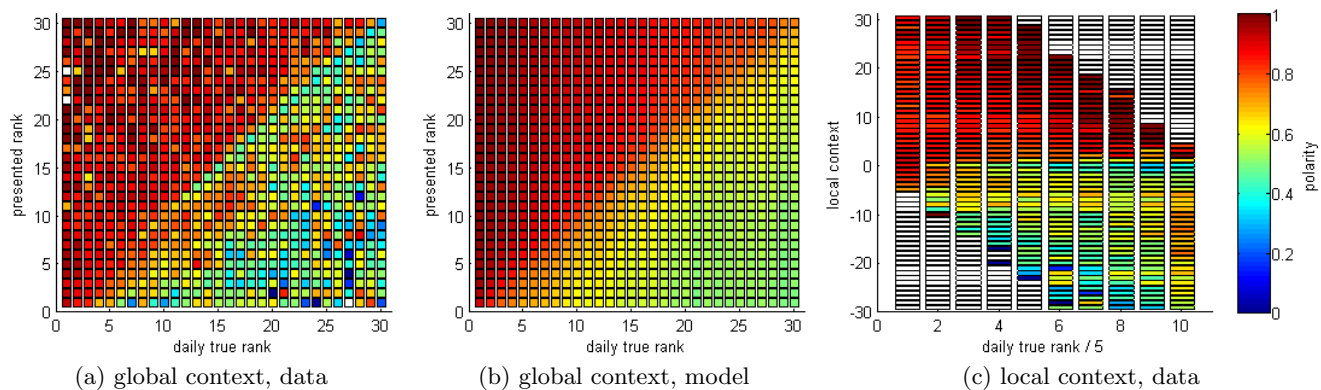 30
25
20
15
10
5
0
presented rank
0 5 10 15 20 25 30
daily true rank
(a) global context, data
30
25
20
15
10
5
0
presented rank
0 5 10 15 20 25 30
daily true rank
(b) global context, model
30
20
10
0
-10
-20
-30
local context
0 2 4 6 8 10
daily true rank / 5
(c) local context, data
1
0.8
0.6
0.4
0.2
0
polarity